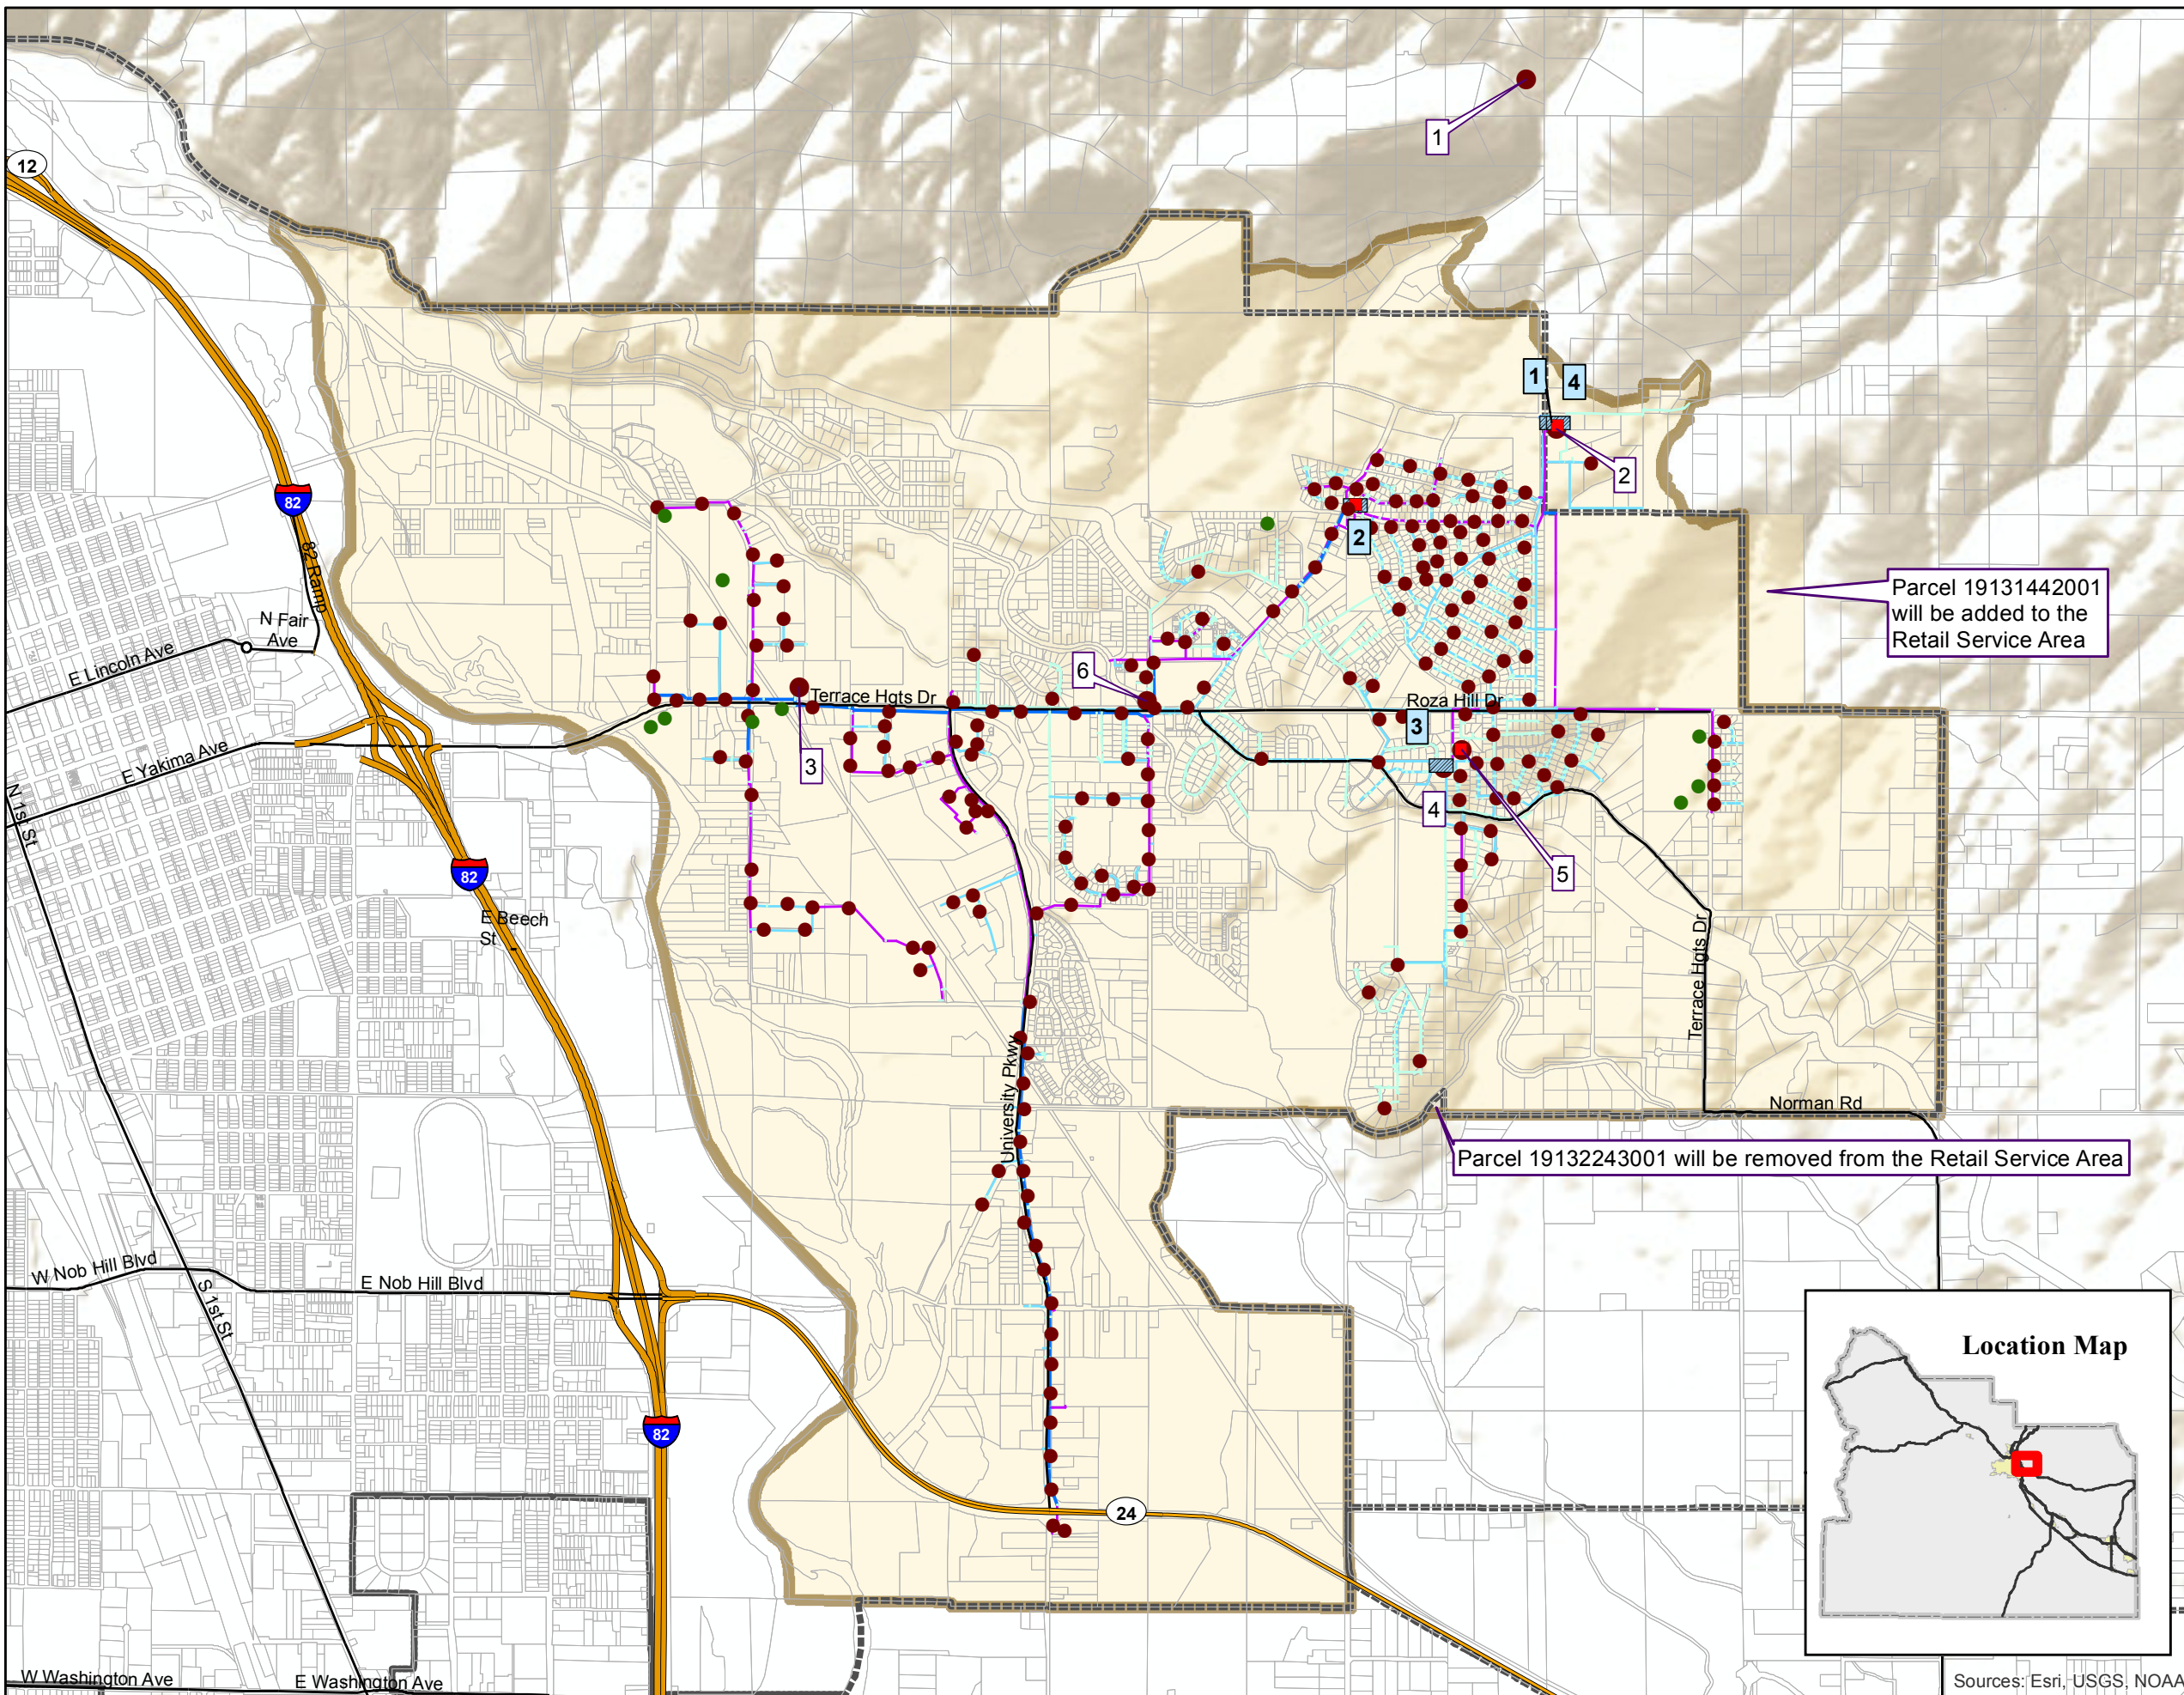 1
12
1
4
2
82
2
82 Ramp
Parcel 19131442001
will be added to the
Retail Service Area
N Fair
Ave
E Lincoln Ave
6
Terrace Hgts Dr
Roza Hill Dr
3
E Yakima Ave
3
N 1st St
4
5
82
E Beech
St
Terrace Hgts Dr
University Pkwy
Norman Rd
Parcel 19132243001 will be removed from the Retail Service Area
W Nob Hill Blvd
E Nob Hill Blvd
S 1st St
Location Map
82
24
W Washington Ave
E Washington Ave
Sources: Esri, USGS, NOAA